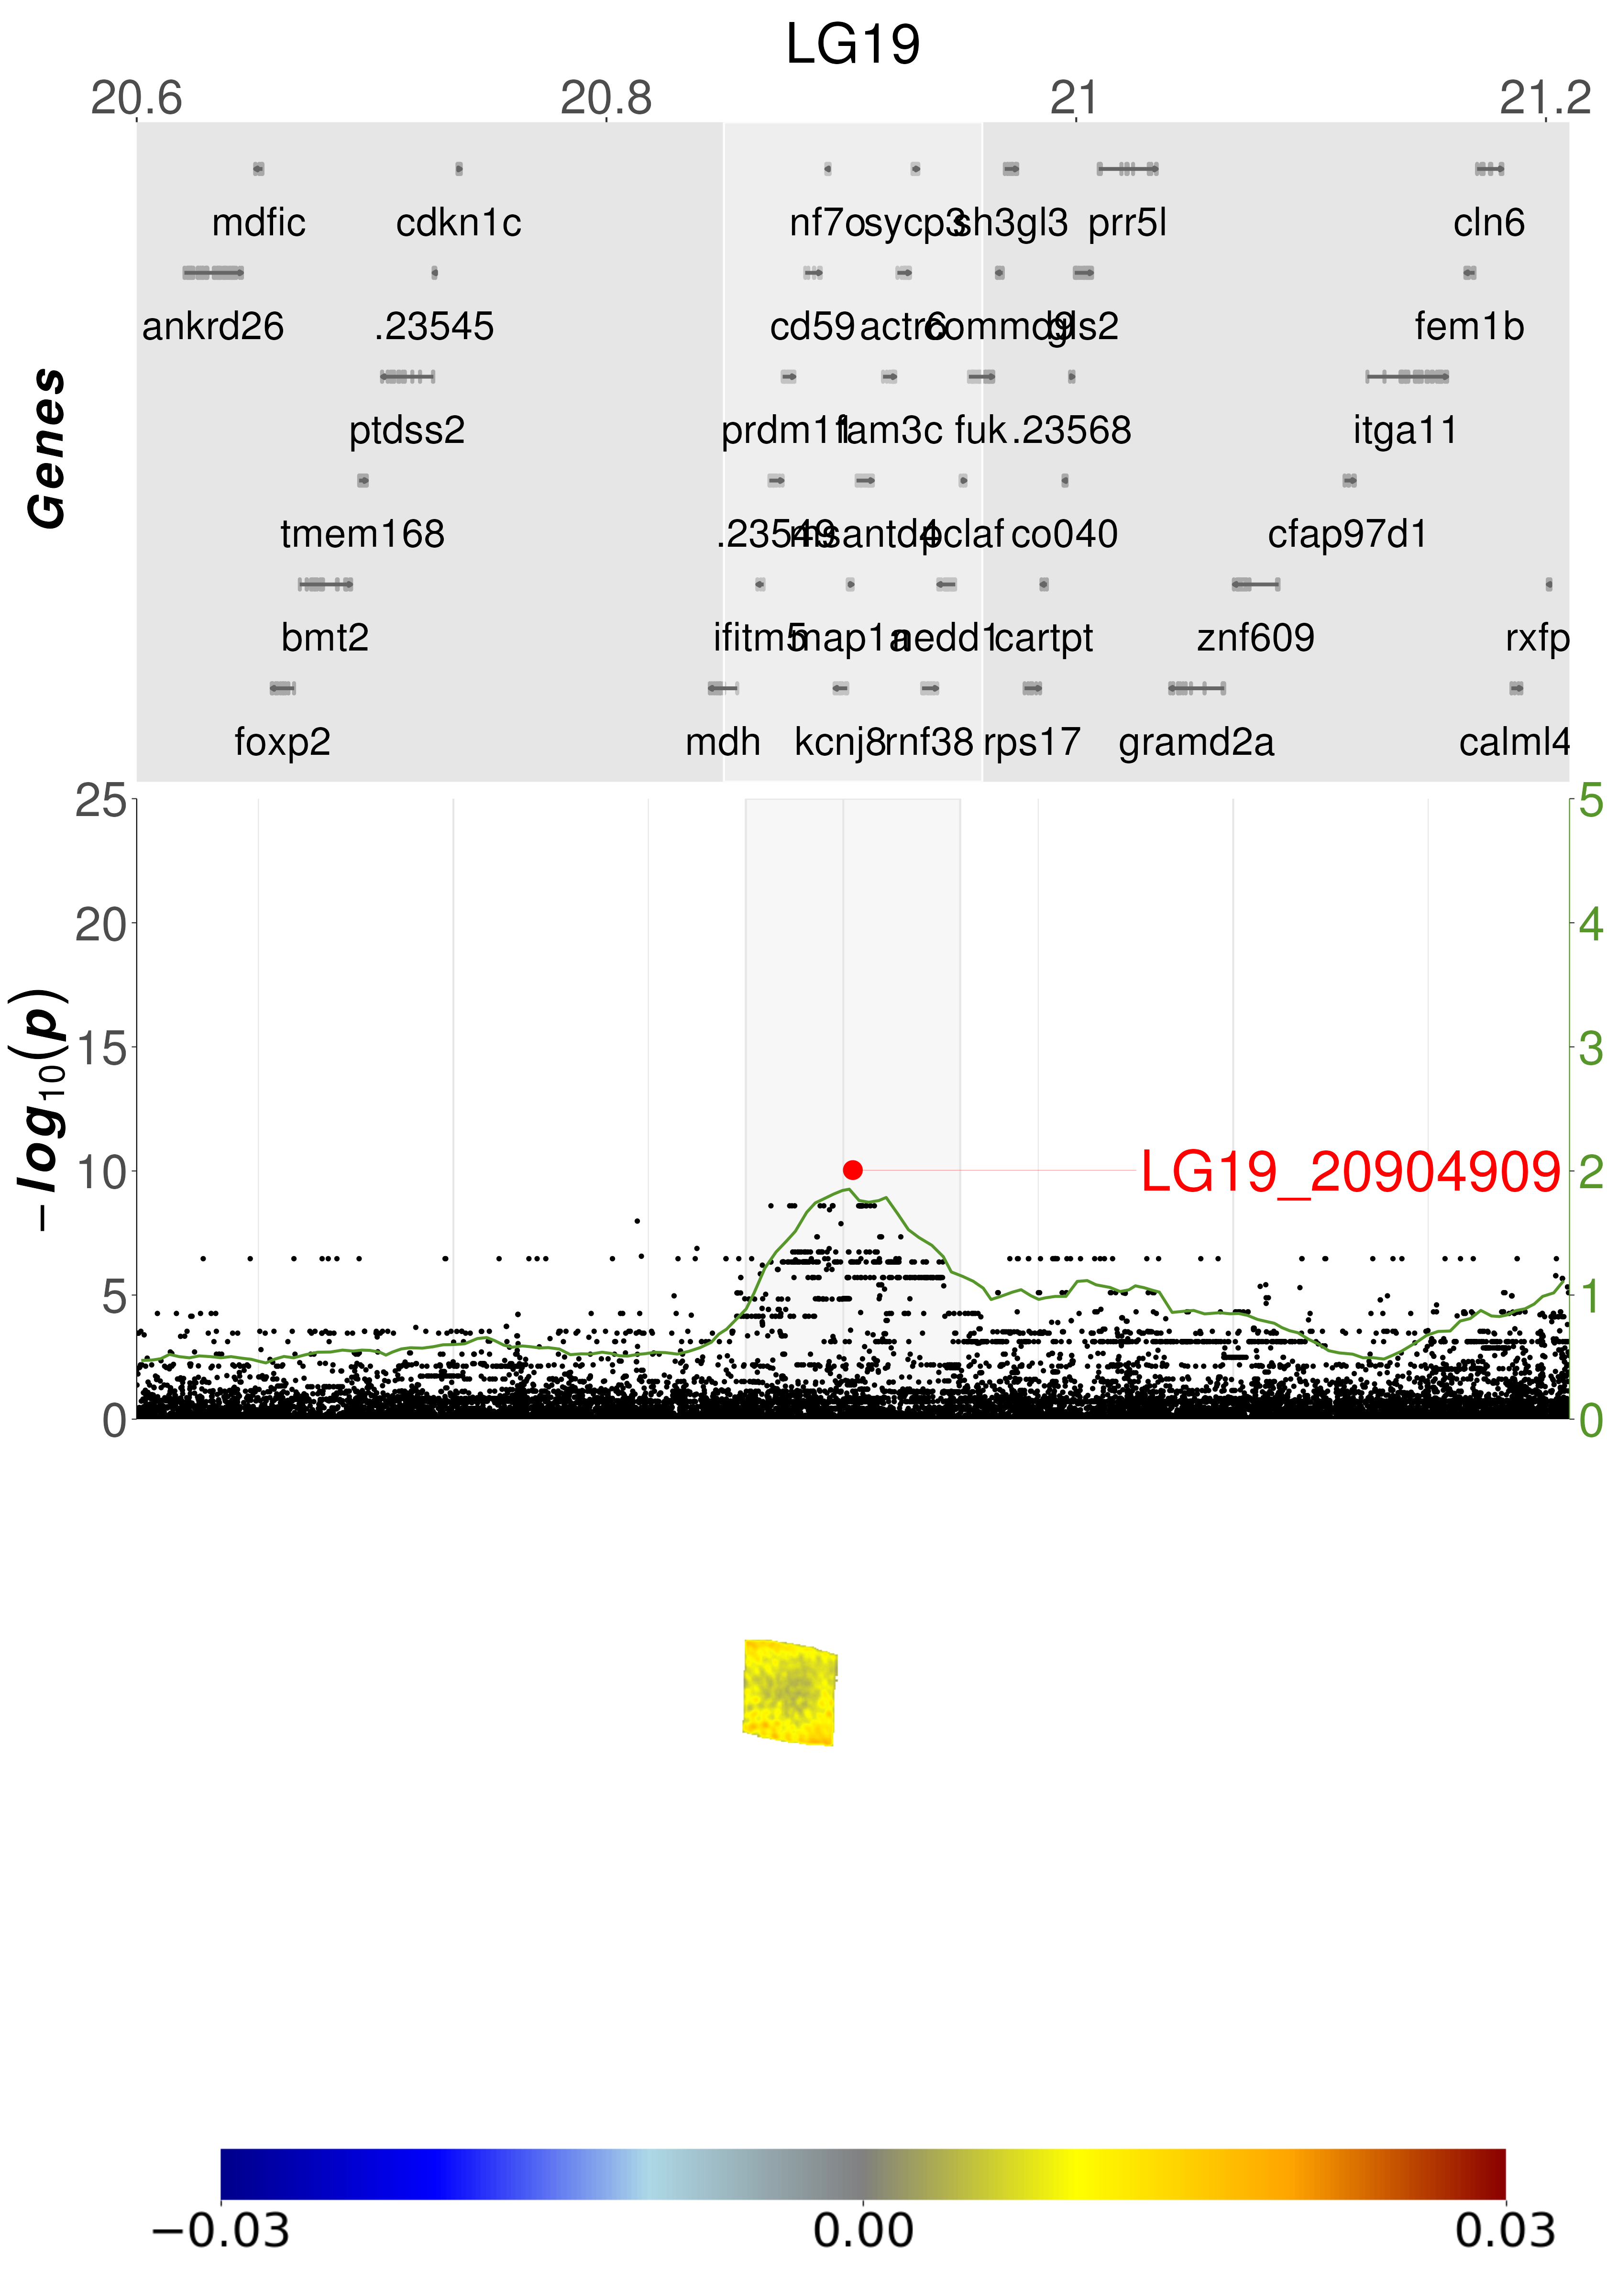 LG19
20.6 20.8 21 21.2
nf7o sycp3 sh3gl3 prr5l
mdfic cdkn1c cln6
ankrd26 .23545 cd59 actr6 commd9 gls2 fem1b
ptdss2 prdm11 fam3c fuk .23568 itga11
tmem168 .23549 msantd4 pclaf co040 cfap97d1
bmt2 ifitm5 map1a nedd1 cartpt znf609 rxfp
foxp2 mdh kcnj8 rnf38 rps17 gramd2a calml4
Genes
25 5
20 4
15 3
10 LG19_20904909 2
5 1
0 0
−log10(p)
−0.03 0.00 0.03